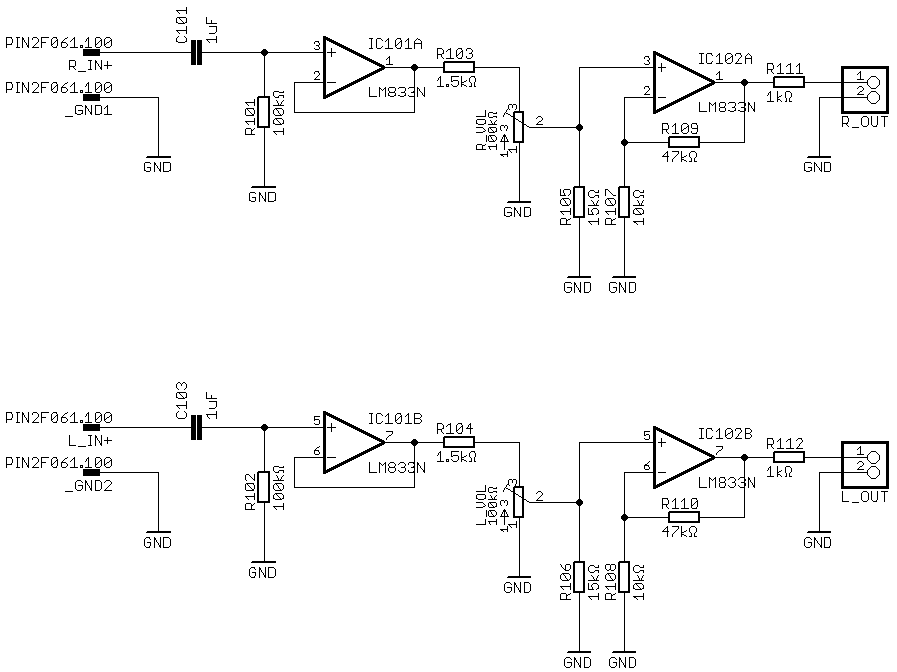 PIN2F061.100
R_IN+
PIN2F061.100
_GND1
GND
C101
1uF
R101
100kΩ
GND
3
2
1
+
-
IC101A
LM833N
R103
1.5kΩ
R_VOL
100kΩ
1→3
3
2
1
GND
R105
15kΩ
GND
R107
10kΩ
GND
3
2
1
+
-
IC102A
LM833N
R109
47kΩ
R111
1kΩ
1
2
R_OUT
GND
PIN2F061.100
L_IN+
PIN2F061.100
_GND2
GND
C103
1uF
R102
100kΩ
GND
5
6
7
+
-
IC101B
LM833N
R104
1.5kΩ
L_VOL
100kΩ
1→3
3
2
1
GND
R106
15kΩ
GND
R108
10kΩ
GND
5
6
7
+
-
IC102B
LM833N
R110
47kΩ
R112
1kΩ
1
2
L_OUT
GND